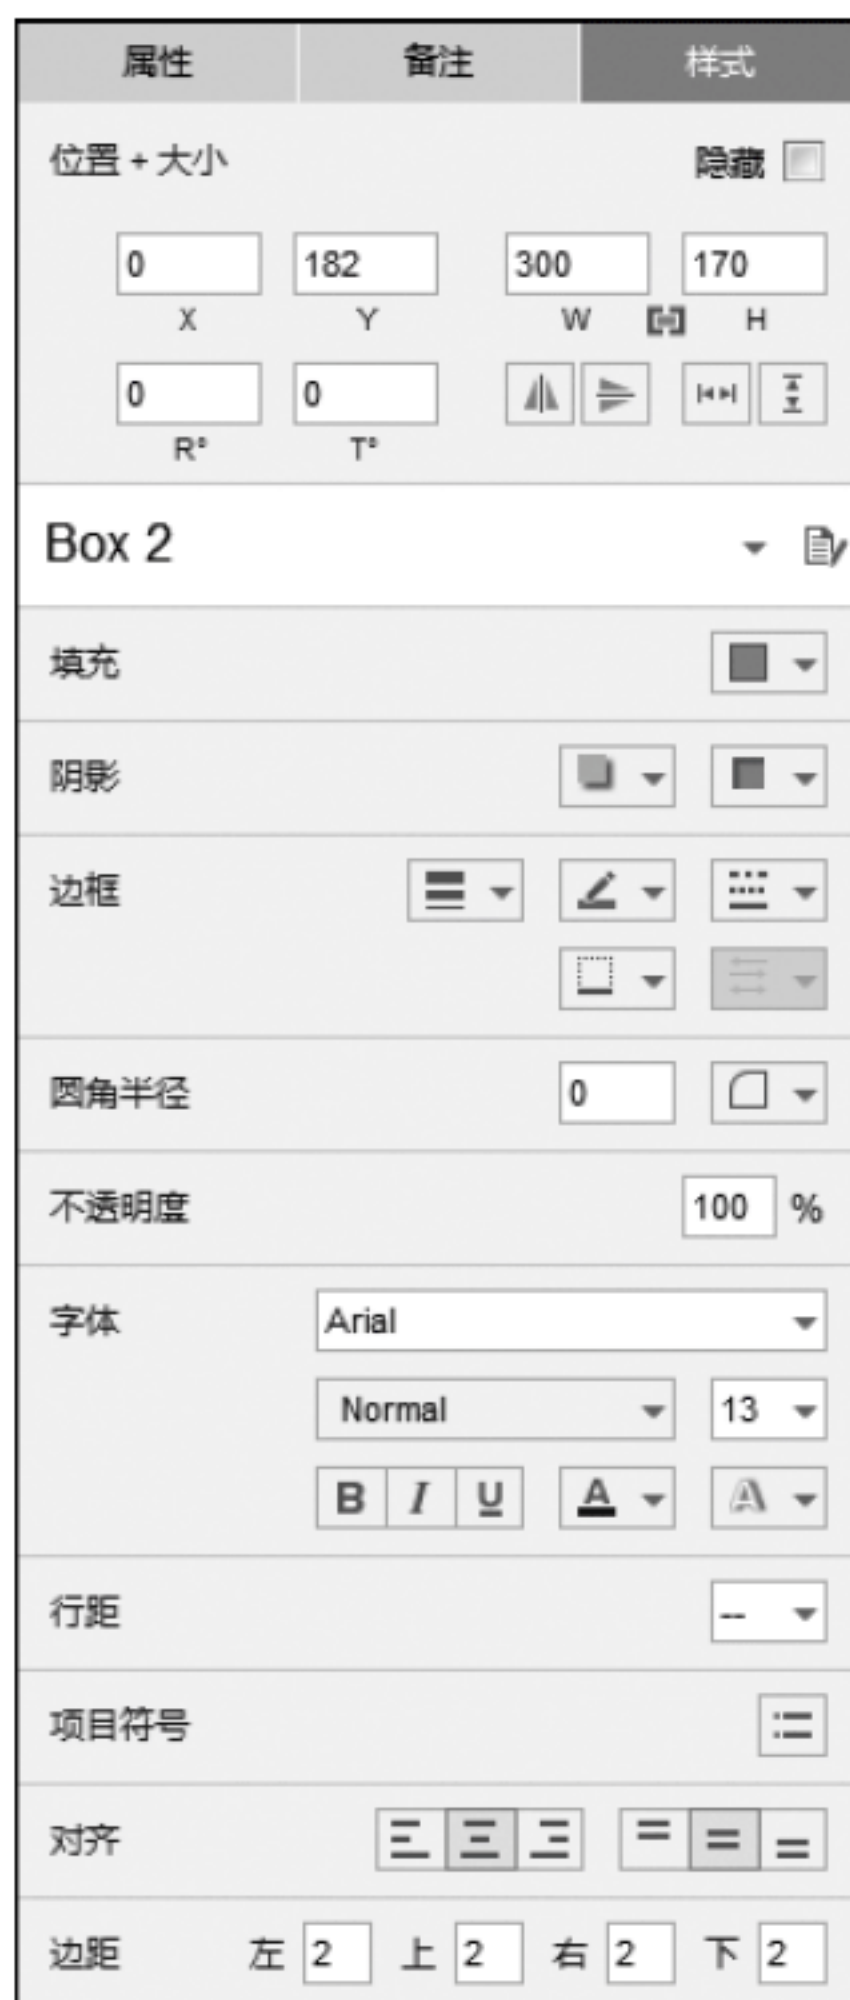 属性 备注 样式
位置 + 大小 隐藏
0 182 300 170
X Y W H
0 0
R° T°
Box 2
填充
阴影
边框
圆角半径 0
不透明度 100 %
字体 Arial
Normal 13
B I U A A
行距 --
项目符号
对齐
边距 左 2 上 2 右 2 下 2